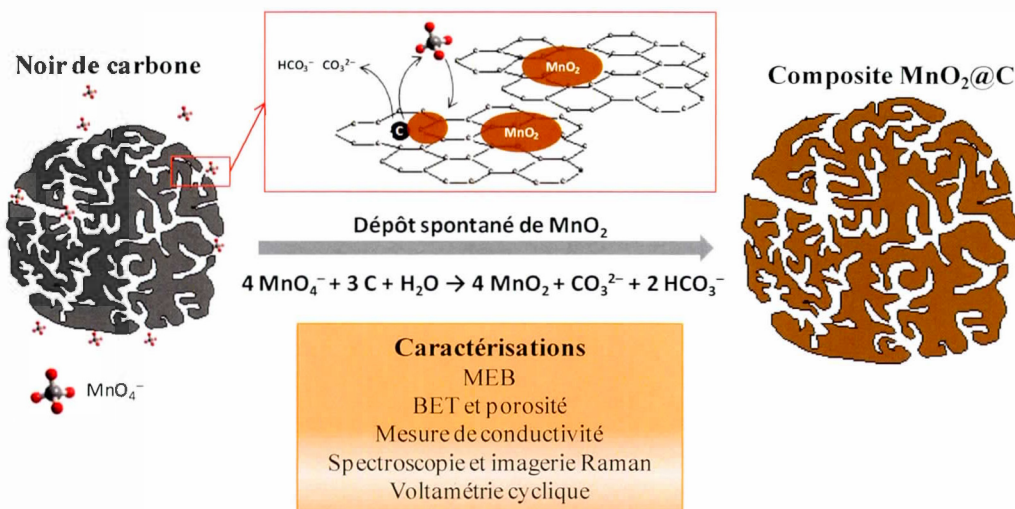 Noir de carbone
HCO₃⁻ CO₃²⁻
MnO₂
C
MnO₂
Composite MnO₂@C
Dépôt spontané de MnO₂
4 MnO₄⁻ + 3 C + H₂O → 4 MnO₂ + CO₃²⁻ + 2 HCO₃⁻
MnO₄⁻
Caractérisations
MEB
BET et porosité
Mesure de conductivité
Spectroscopie et imagerie Raman
Voltamétrie cyclique